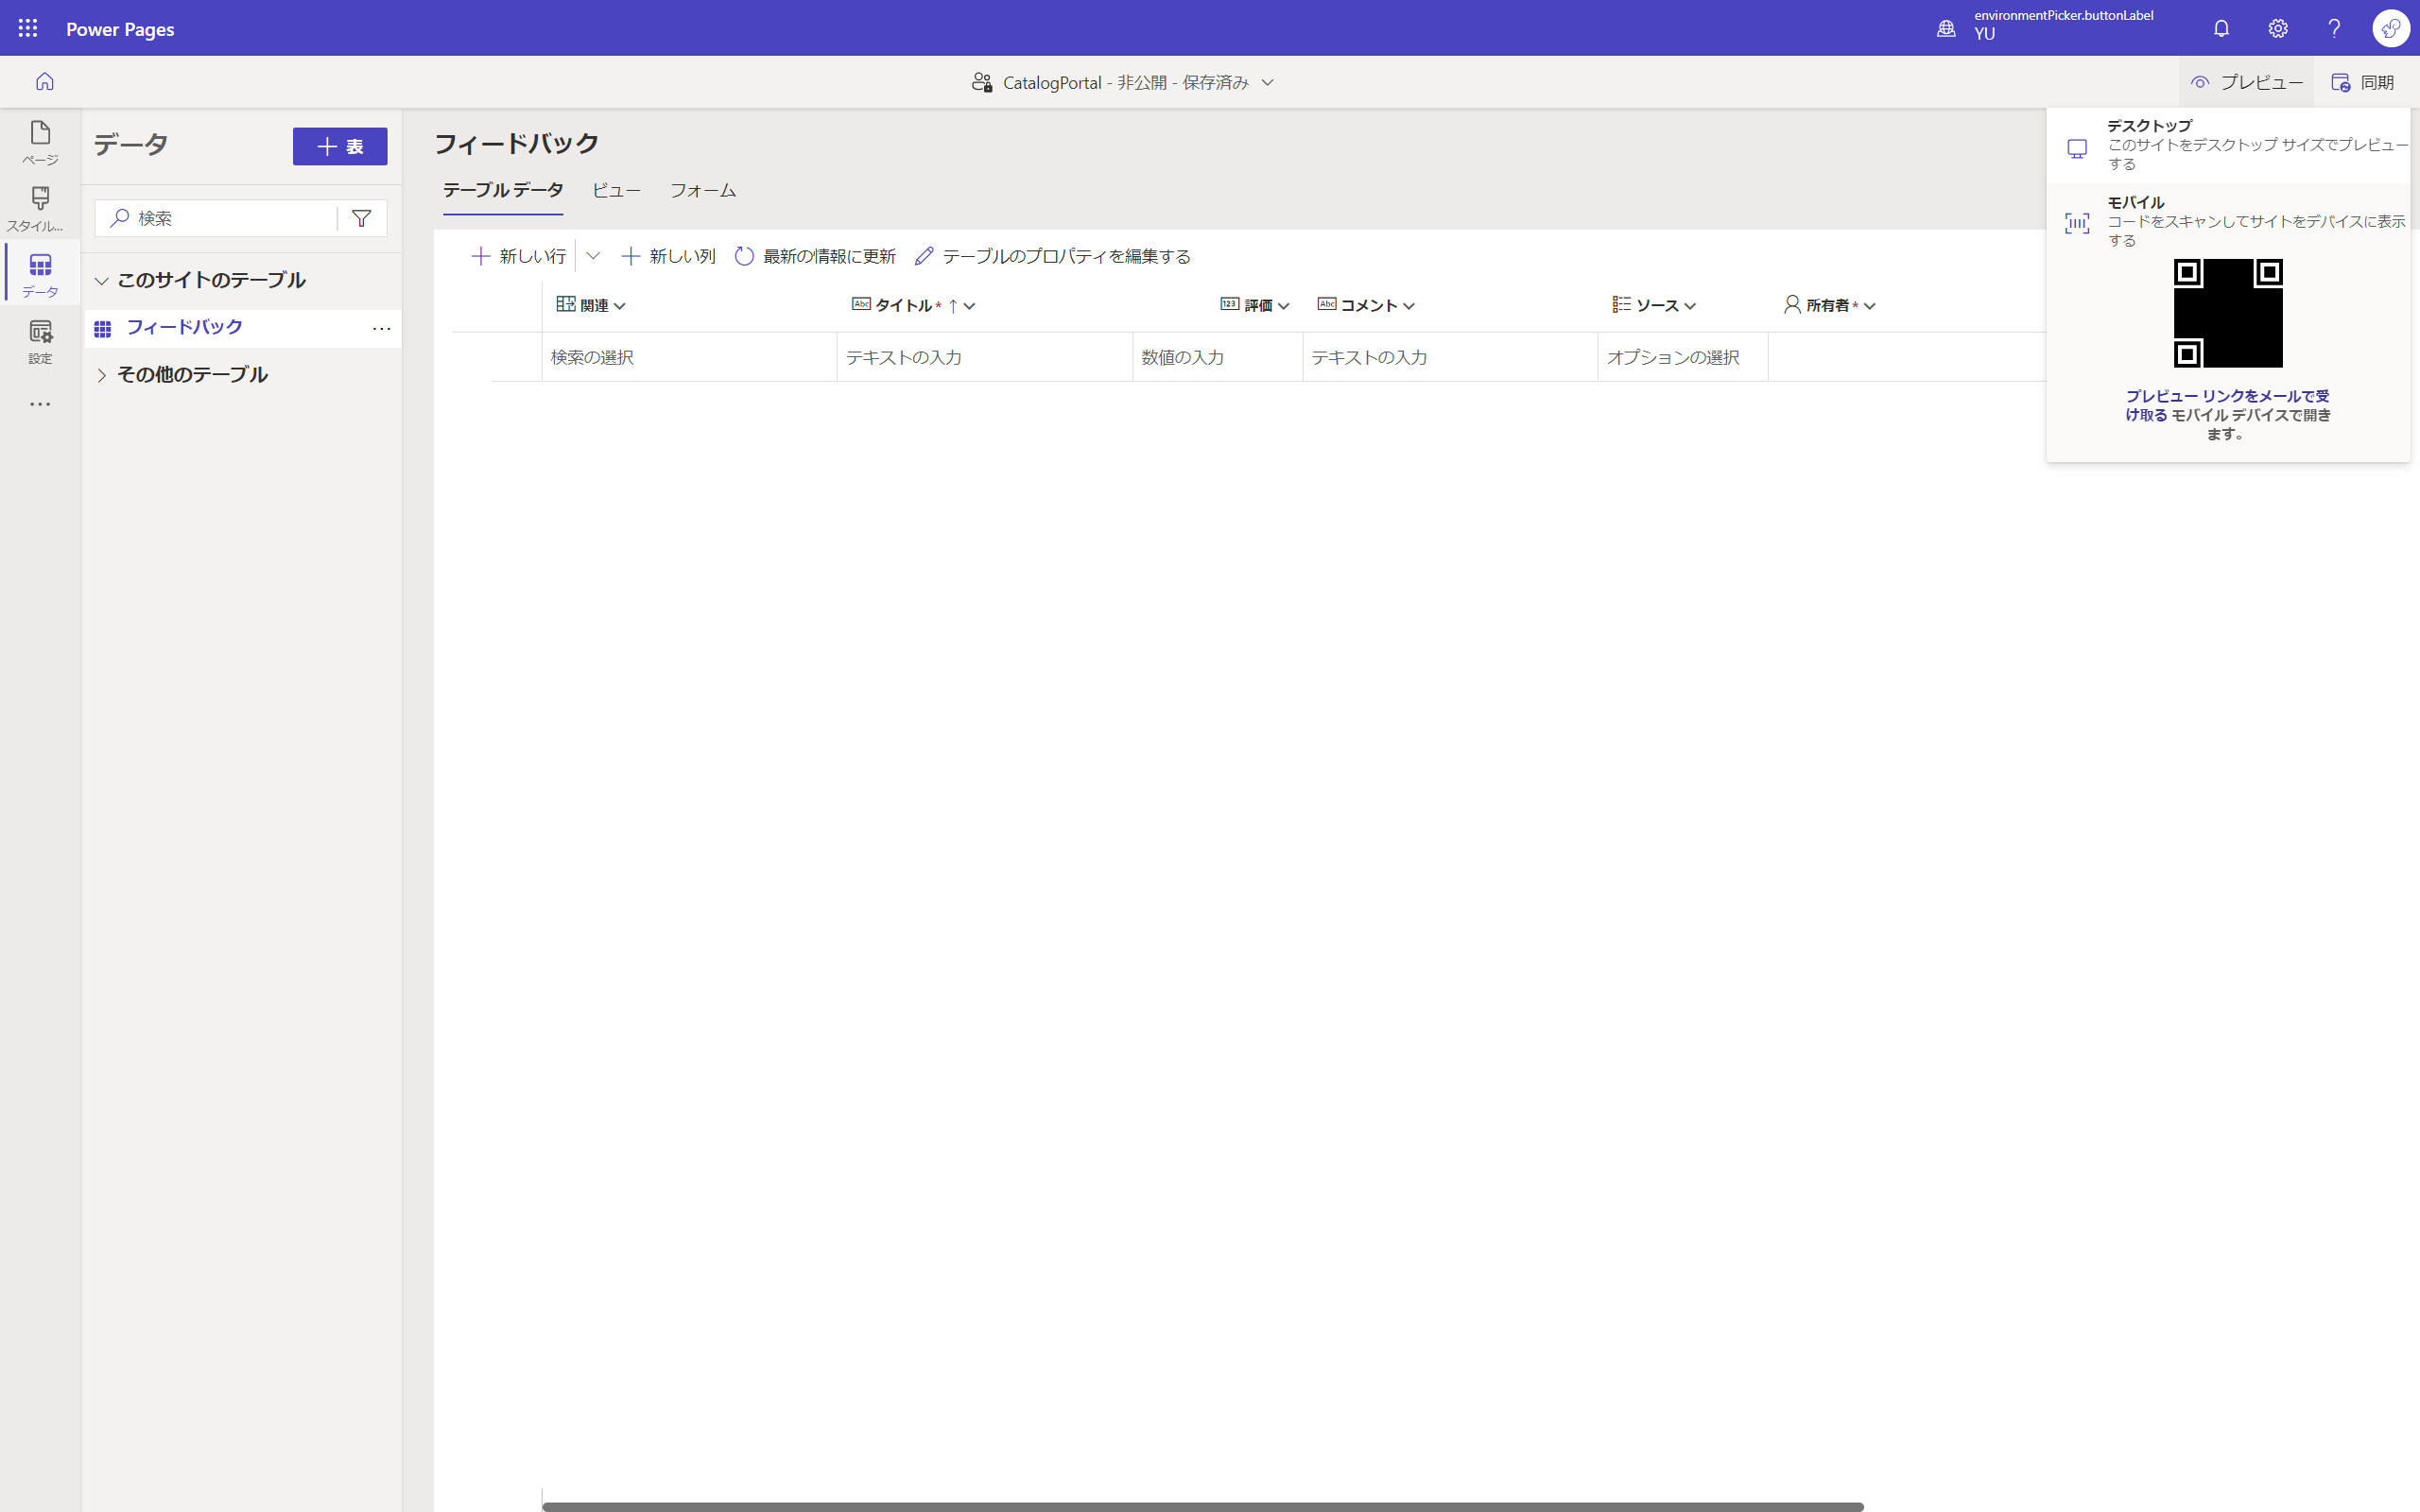 Power Pages
environmentPicker.buttonLabel
YU
CatalogPortal - 非公開 - 保存済み
プレビュー
同期
ページ
スタイル...
データ
設定
データ
表
検索
このサイトのテーブル
フィードバック
その他のテーブル
フィードバック
テーブル データ
ビュー
フォーム
新しい行
新しい列
最新の情報に更新
テーブルのプロパティを編集する
関連
Abc タイトル * ↑
123 評価
Abc コメント
ソース
所有者 *
検索の選択
テキストの入力
数値の入力
テキストの入力
オプションの選択
デスクトップ
このサイトをデスクトップ サイズでプレビュー
する
モバイル
コードをスキャンしてサイトをデバイスに表示
する
プレビュー リンクをメールで受
け取る モバイル デバイスで開き
ます。